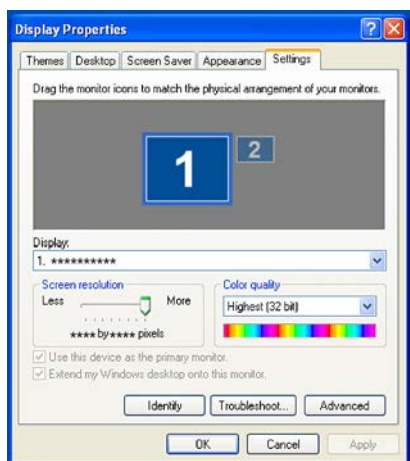 Display Properties
Themes Desktop Screen Saver Appearance Settings
Drag the monitor icons to match the physical arrangement of your monitors.
1 2
Display:
1. **********
Screen resolution
Less More
**** by **** pixels
Color quality
Highest (32 bit)
Use this device as the primary monitor.
Extend my Windows desktop onto this monitor.
Identify Troubleshoot... Advanced
OK Cancel Apply